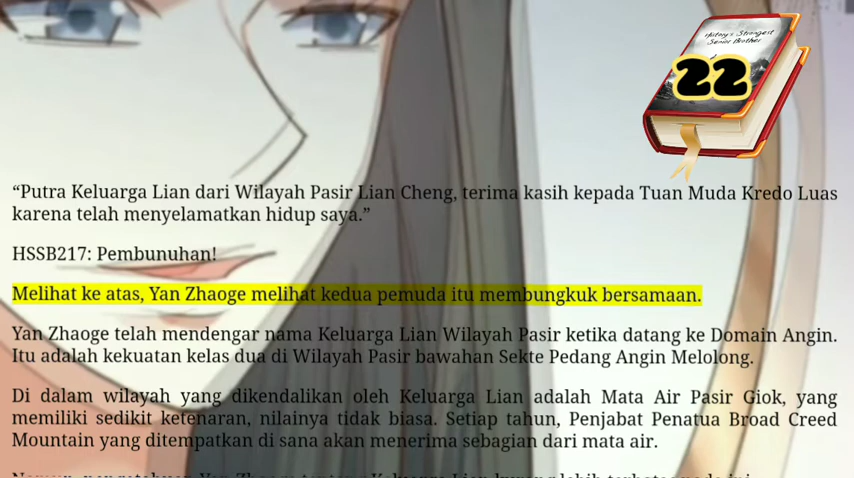 History's Strongest
Senior Brother
22
“Putra Keluarga Lian dari Wilayah Pasir Lian Cheng, terima kasih kepada Tuan Muda Kredo Luas
karena telah menyelamatkan hidup saya.”
HSSB217: Pembunuhan!
Melihat ke atas, Yan Zhaoge melihat kedua pemuda itu membungkuk bersamaan.
Yan Zhaoge telah mendengar nama Keluarga Lian Wilayah Pasir ketika datang ke Domain Angin.
Itu adalah kekuatan kelas dua di Wilayah Pasir bawahan Sekte Pedang Angin Melolong.
Di dalam wilayah yang dikendalikan oleh Keluarga Lian adalah Mata Air Pasir Giok, yang
memiliki sedikit ketenaran, nilainya tidak biasa. Setiap tahun, Penjabat Penatua Broad Creed
Mountain yang ditempatkan di sana akan menerima sebagian dari mata air.